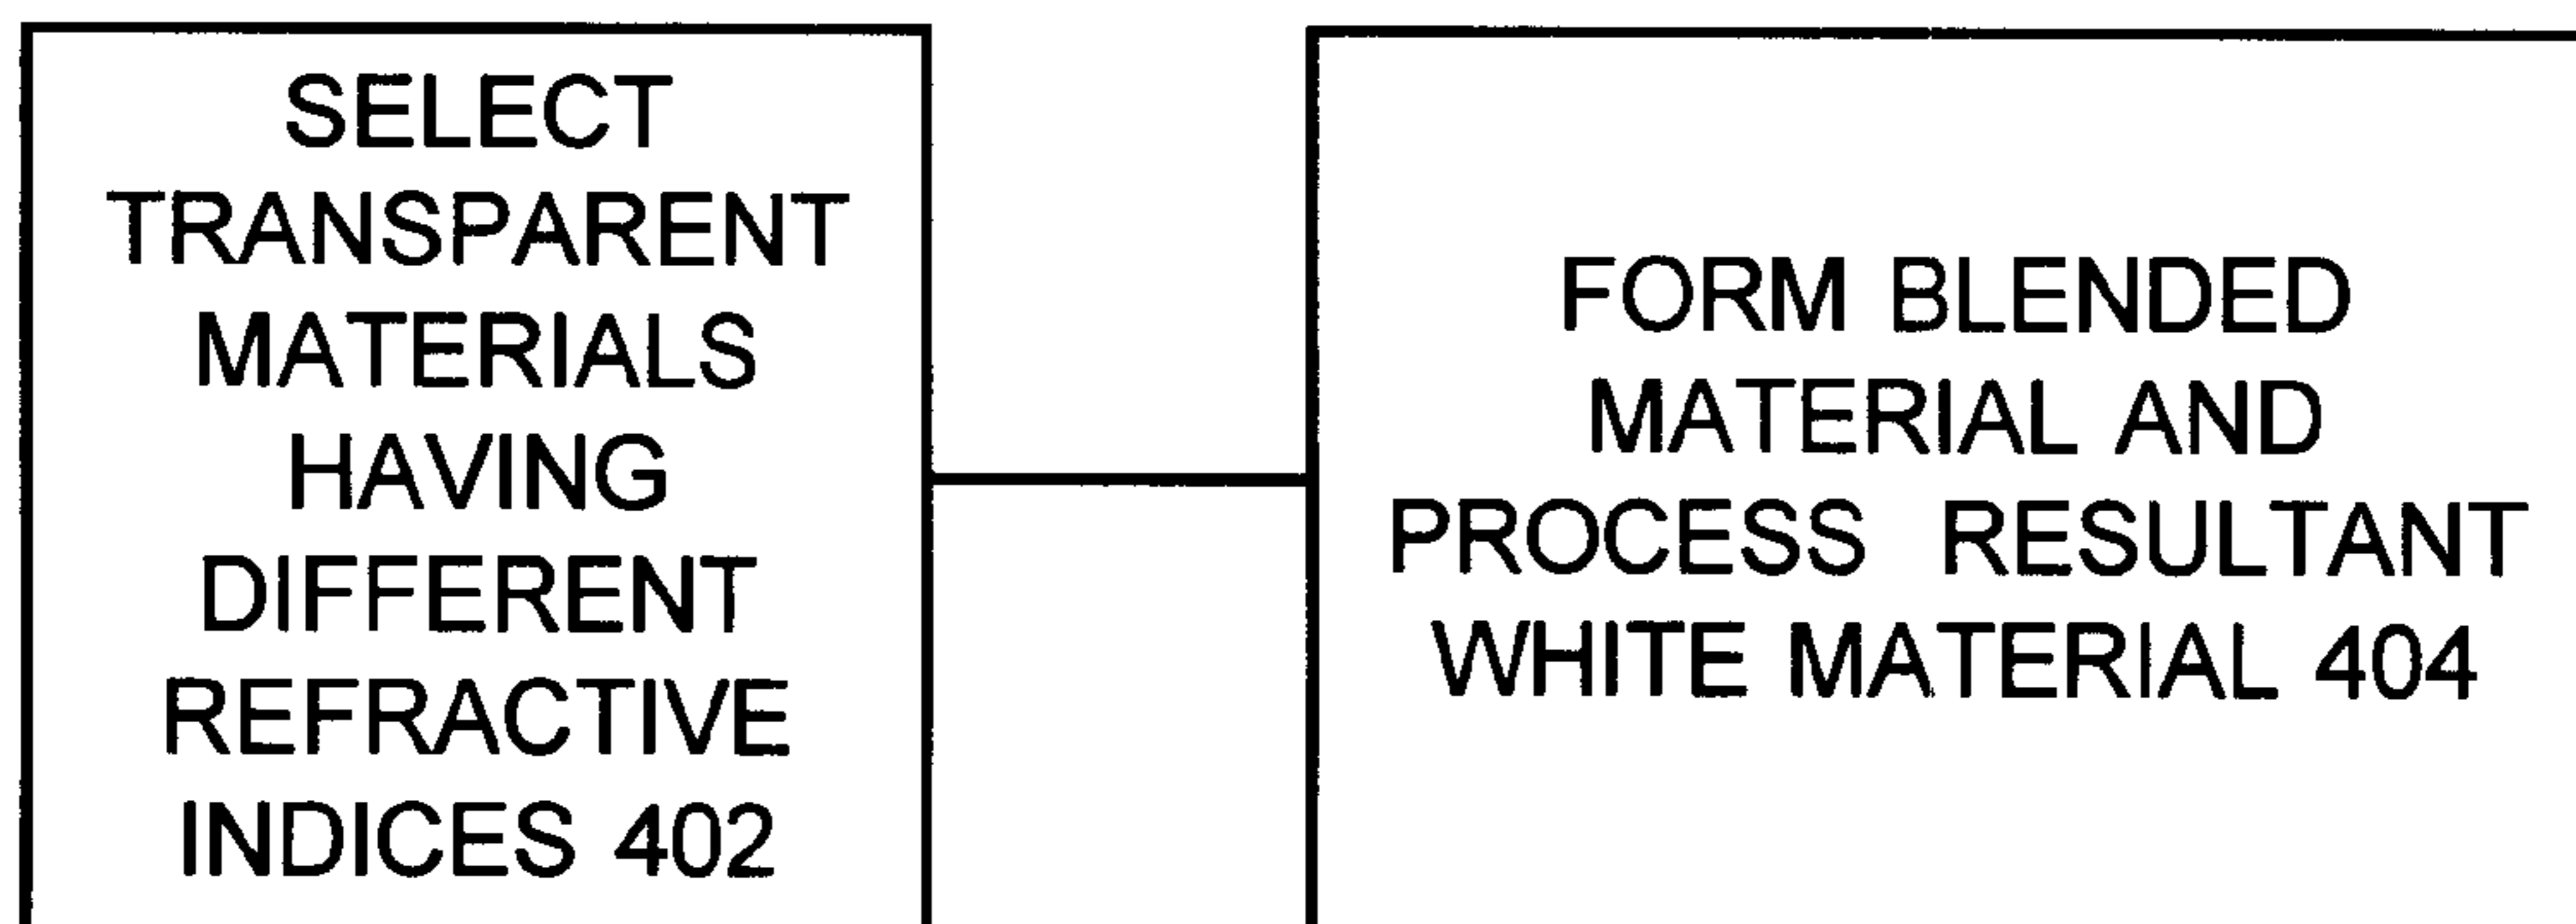 SELECT
TRANSPARENT
MATERIALS
HAVING
DIFFERENT
REFRACTIVE
INDICES 402
FORM BLENDED
MATERIAL AND
PROCESS RESULTANT
WHITE MATERIAL 404